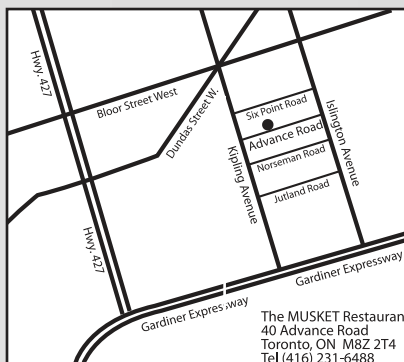 Hwy. 427
Bloor Street West
Dundas Street W.
Six Point Road
Advance Road
Norseman Road
Jutland Road
Islington Avenue
Kipling Avenue
Hwy. 427
Gardiner Expressway
Gardiner Expressway
The MUSKET Restauran
40 Advance Road
Toronto, ON M8Z 2T4
Tel (416) 231-6488